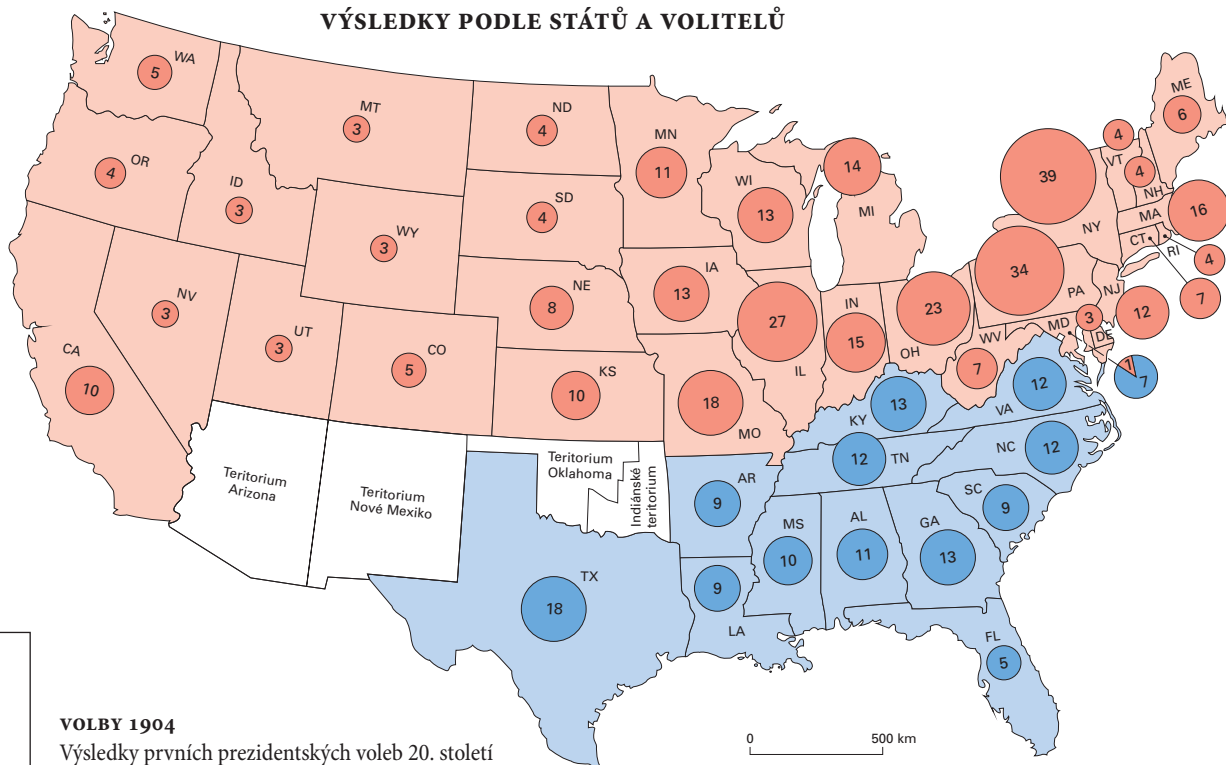 VÝSLEDKY PODLE STÁTŮ A VOLITELŮ
WA
5
MT
3
ND
4
MN
11
ME
6
OR
4
ID
3
SD
4
WI
13
14
MI
39
NY
4
VT
4
NH
MA
16
CT
RI
4
7
WY
3
NE
8
IA
13
34
PA
NJ
12
NV
3
UT
3
CO
5
27
IL
IN
15
23
OH
WV
7
MD
3
DE
1
7
CA
10
KS
10
18
MO
13
KY
12
VA
Teritorium
Arizona
Teritorium
Nové Mexiko
Teritorium
Oklahoma
Indiánské
teritorium
12
TN
NC
12
AR
9
SC
9
MS
10
AL
11
GA
13
TX
18
9
LA
FL
5
VOLBY 1904
Výsledky prvních prezidentských voleb 20. století
0
500 km